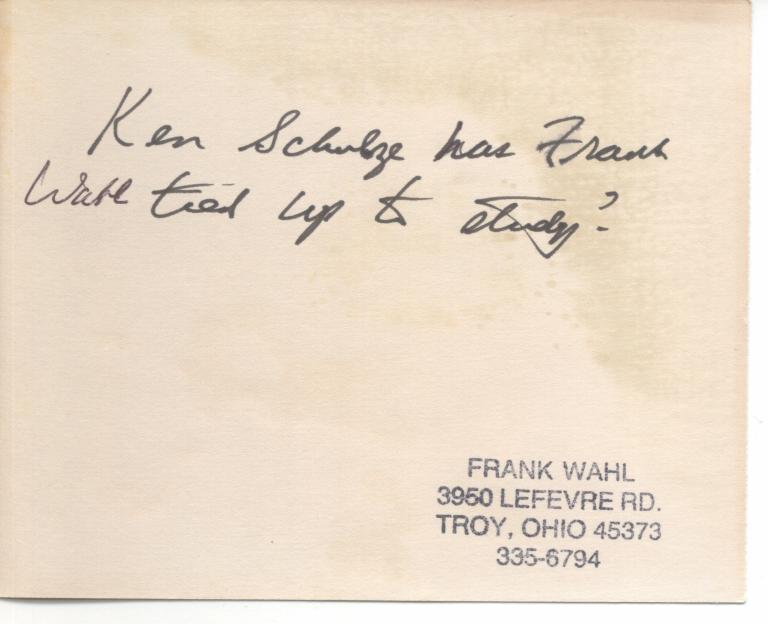 Ken Schulze has Frank
Wahl tied up to study?
FRANK WAHL
3950 LEFEVRE RD.
TROY, OHIO 45373
335-6794